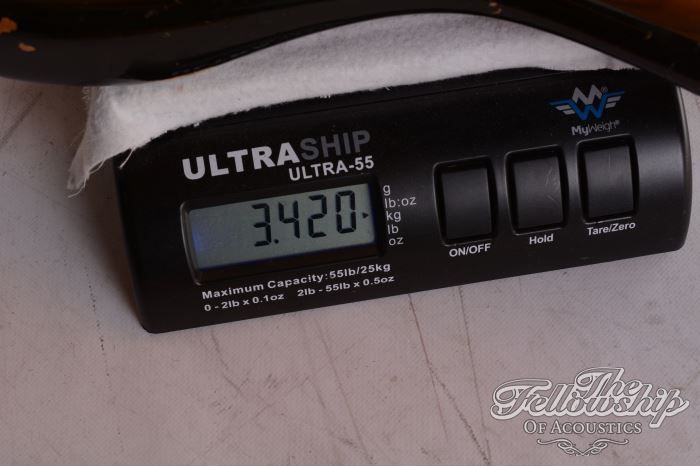 MyWeigh®
ULTRASHIP
ULTRA-55
g
lb:oz
kg
lb
oz
3.420
ON/OFF
Hold
Tare/Zero
Maximum Capacity:55lb/25kg
0 - 2lb x 0.1oz 2lb - 55lb x 0.5oz
The
Fellowship
OF ACOUSTICS